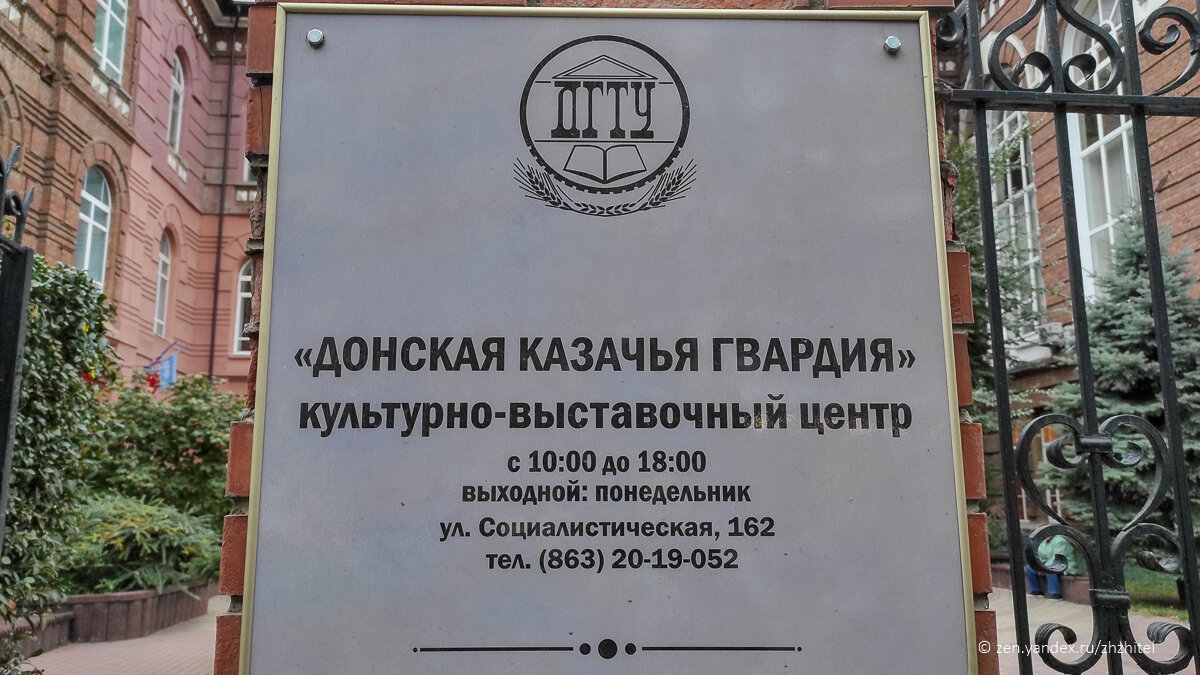 ДГТУ
«ДОНСКАЯ КАЗАЧЬЯ ГВАРДИЯ»
культурно-выставочный центр
с 10:00 до 18:00
выходной: понедельник
ул. Социалистическая, 162
тел. (863) 20-19-052
© zen.yandex.ru/zhzhitel